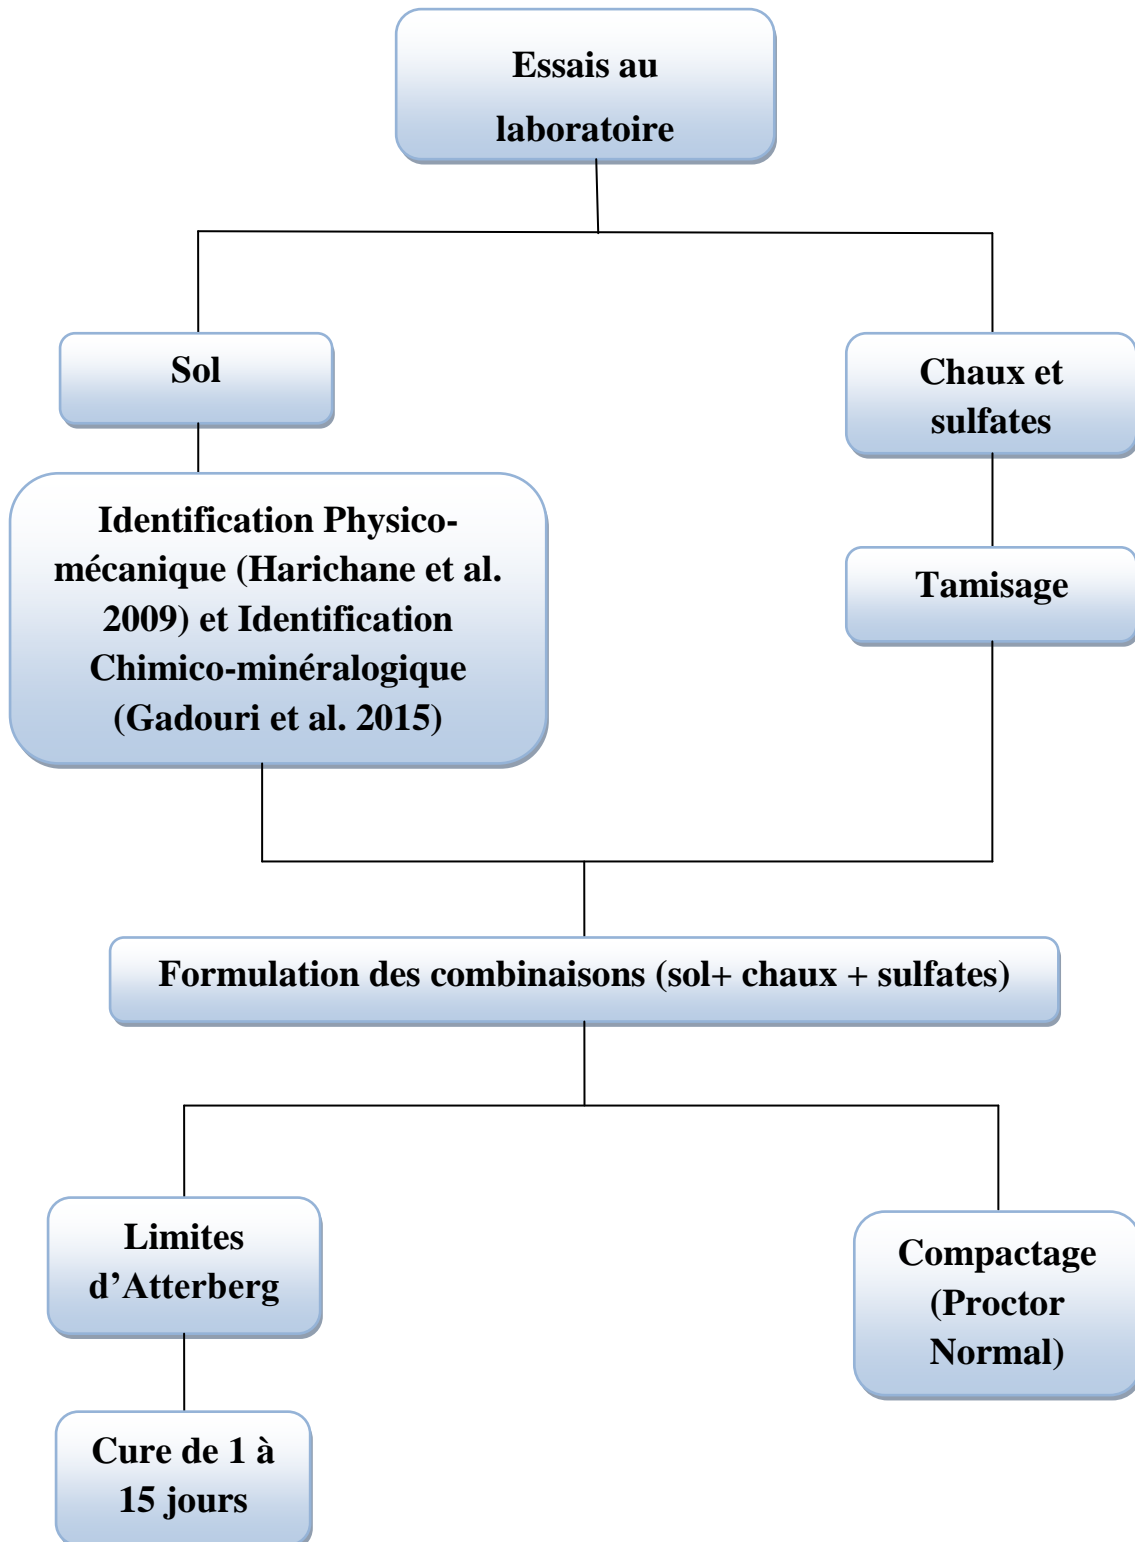 Essais au
laboratoire
Sol
Chaux et
sulfates
Identification Physico-
mécanique (Harichane et al.
2009) et Identification
Chimico-minéralogique
(Gadouri et al. 2015)
Tamisage
Formulation des combinaisons (sol+ chaux + sulfates)
Limites
d’Atterberg
Compactage
(Proctor
Normal)
Cure de 1 à
15 jours